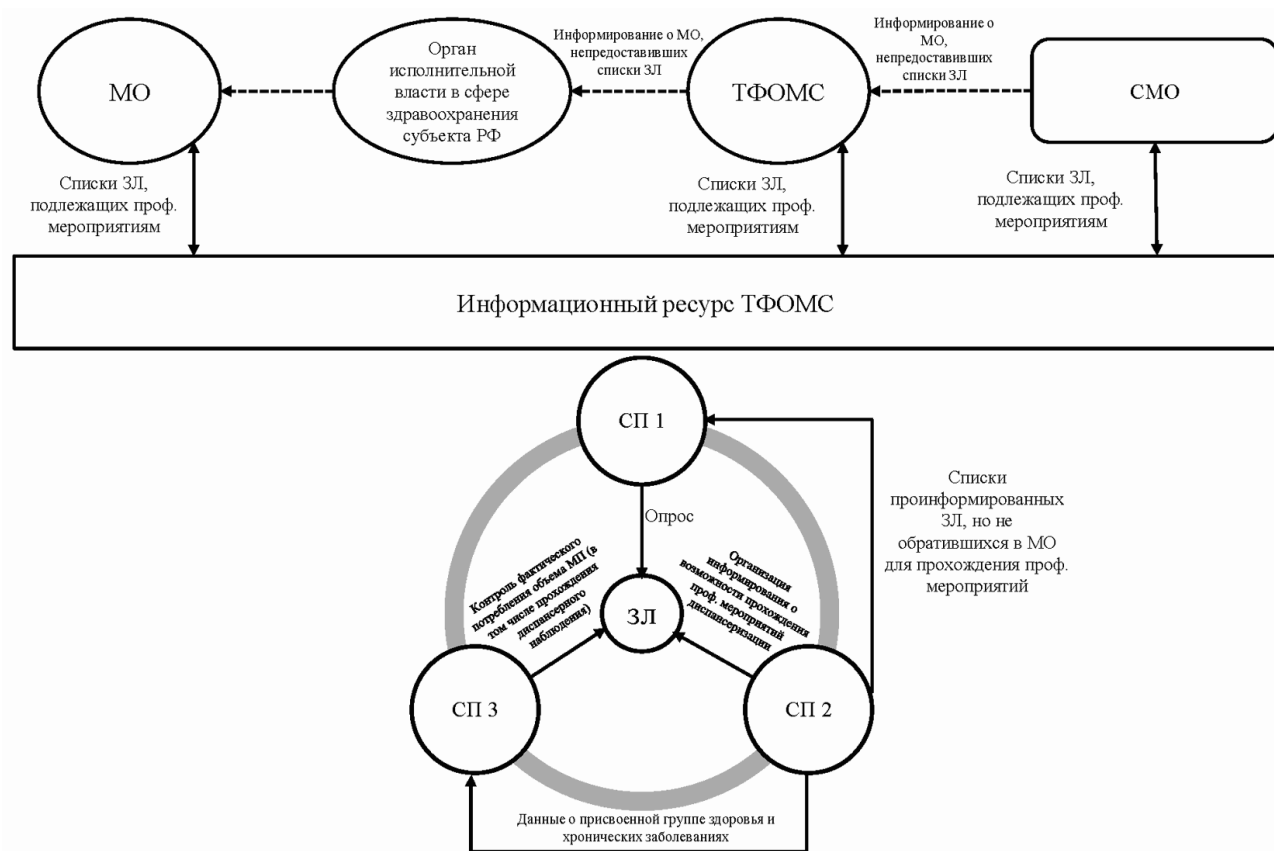 МО
Орган
исполнительной
власти в сфере
здравоохранения
субъекта РФ
Информирование о МО,
непредоставивших
списки ЗЛ
ТФОМС
Информирование о
МО,
непредоставивших
списки ЗЛ
СМО
Списки ЗЛ,
подлежащих проф.
мероприятиям
Списки ЗЛ,
подлежащих проф.
мероприятиям
Списки ЗЛ,
подлежащих проф.
мероприятиям
Информационный ресурс ТФОМС
СП 1
Опрос
Списки
проинформированных
ЗЛ, но не
обратившихся в МО
для прохождения проф.
мероприятий
Контроль фактического
потребления объема МП (в
том числе прохождения
диспансерного
наблюдения)
Организация
информирования о
возможности прохождения
проф. мероприятий
диспансеризации
ЗЛ
СП 3
СП 2
Данные о присвоенной группе здоровья и
хронических заболеваниях